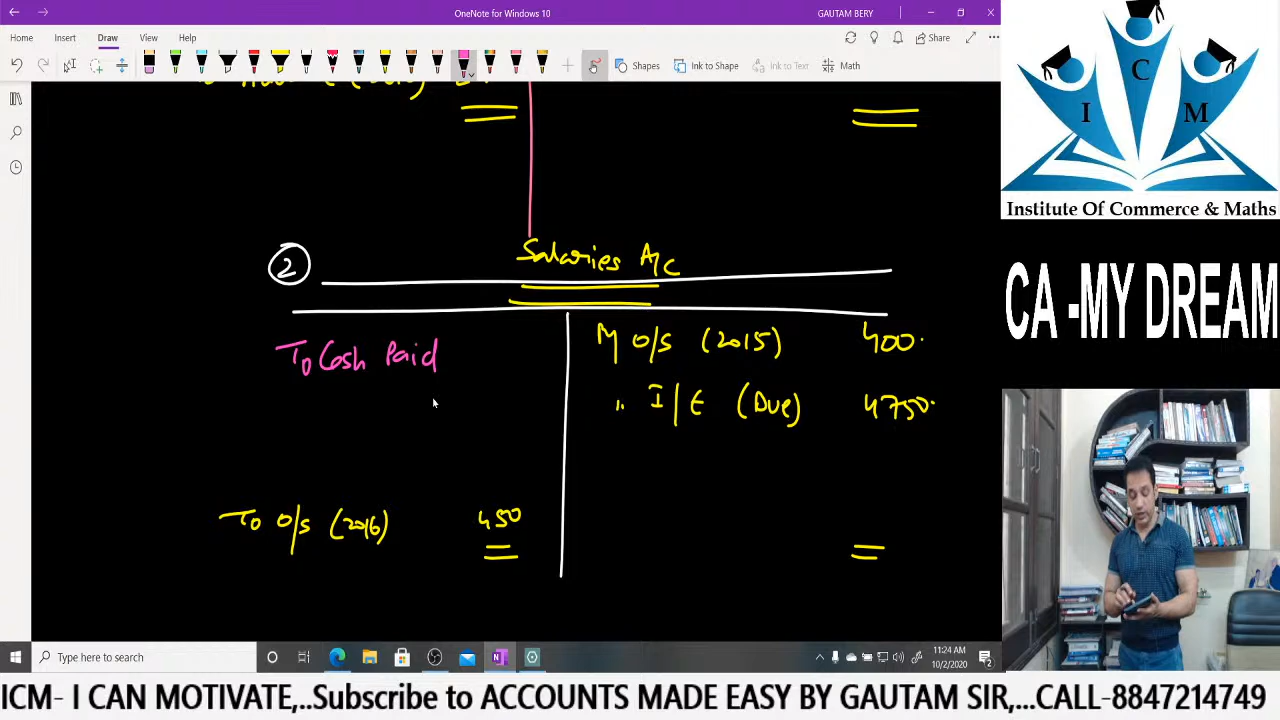 OneNote for Windows 10
GAUTAM BERY
Home Insert Draw View Help
Share
Shapes Ink to Shape Ink to Text Math
I C M
Institute Of Commerce & Maths
CA -MY DREAM
2
Salaries A/C
To Cash Paid
By O/S (2015) 400.
" I/E (Due) 4750.
To O/S (2016) 450
Type here to search
11:24 AM
10/2/2020
2
ICM- I CAN MOTIVATE,..Subscribe to ACCOUNTS MADE EASY BY GAUTAM SIR,...CALL-8847214749